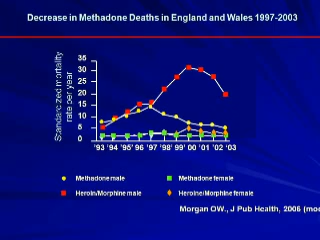 Decrease in Methadone Deaths in England and Wales 1997-2003
Standardized mortality
rate per year
35
30
25
20
15
10
5
0
'93 '94 '95 '96 '97 '98 '99 '00 '01 '02 '03
Methadone male
Methadone female
Heroin/Morphine male
Heroine/Morphine female
Morgan OW., J Pub Health, 2006 (moo